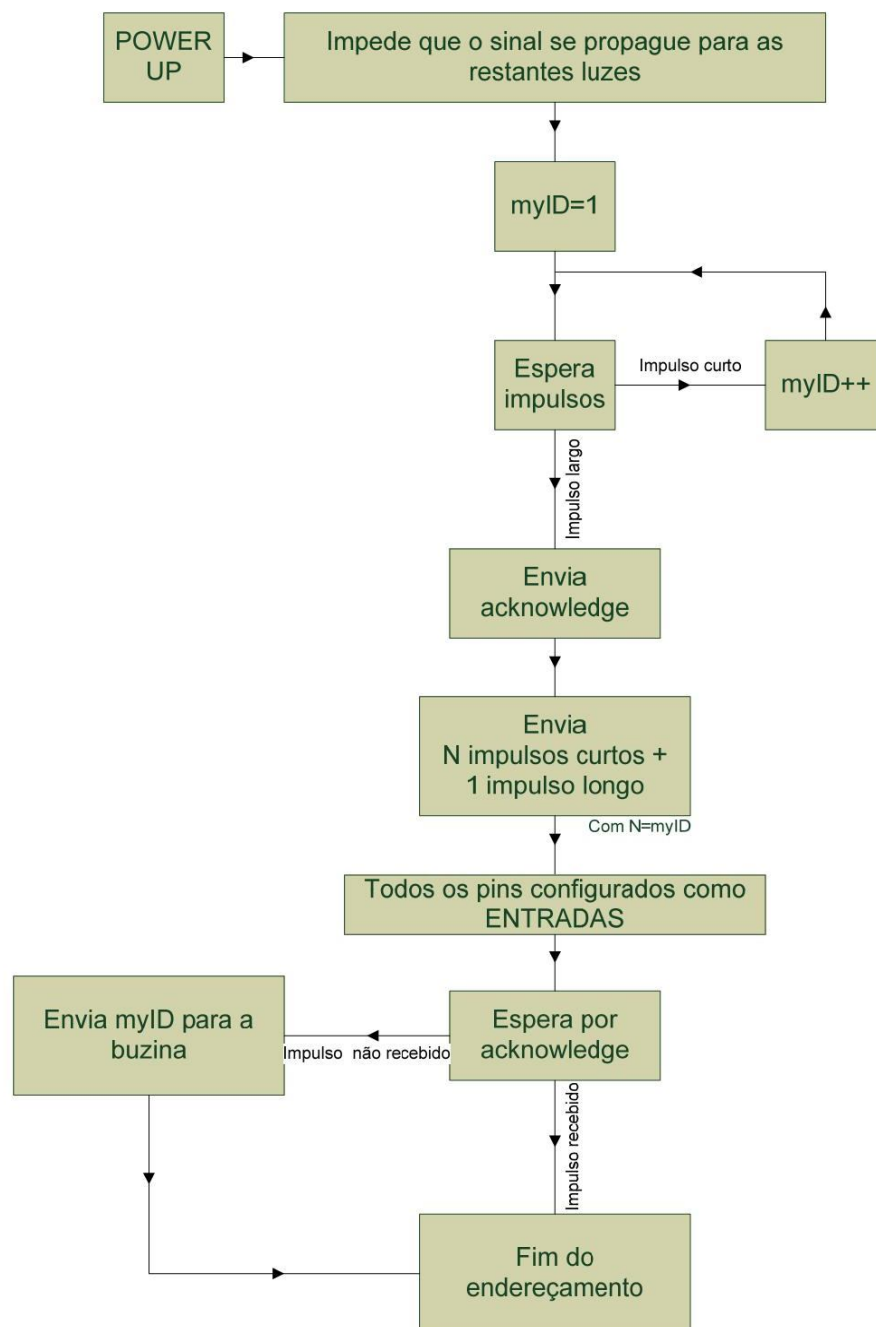 POWER
UP
Impede que o sinal se propague para as
restantes luzes
myID=1
Espera
impulsos
Impulso curto
myID++
Impulso largo
Envia
acknowledge
Envia
N impulsos curtos +
1 impulso longo
Com N=myID
Todos os pins configurados como
ENTRADAS
Envia myID para a
buzina
Impulso não recebido
Espera por
acknowledge
Impulso recebido
Fim do
endereçamento